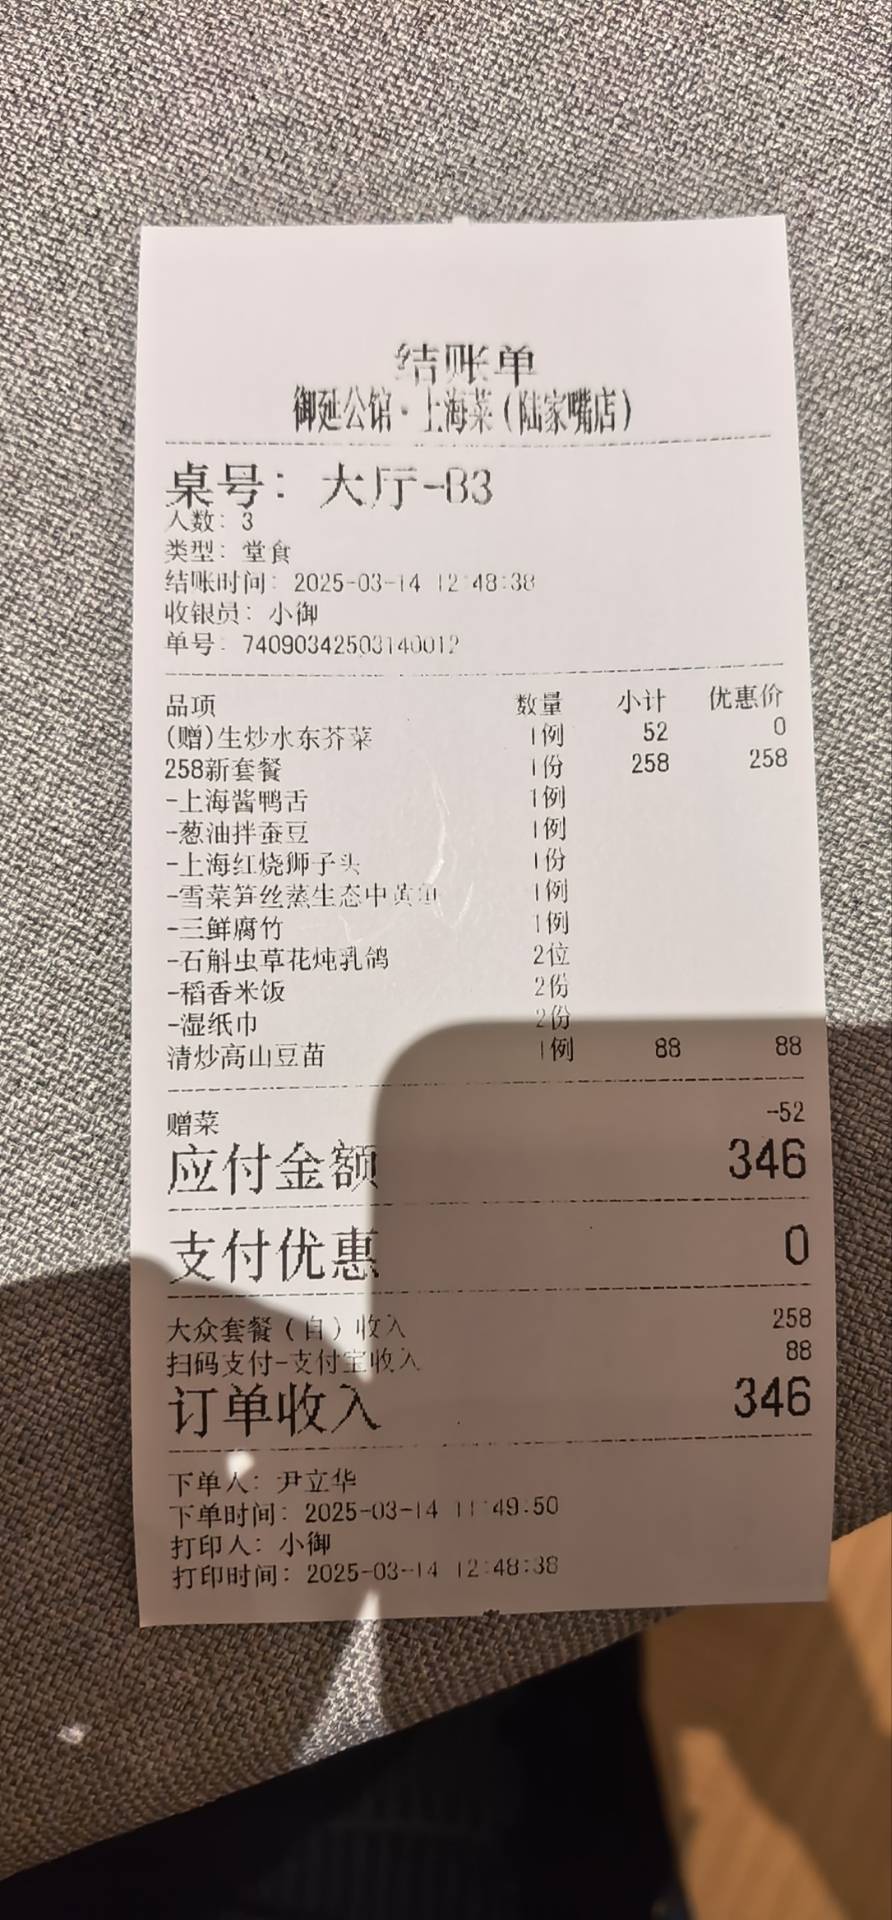 结账单
御延公馆·上海菜(陆家嘴店)
桌号: 大厅-B3
人数: 3
类型: 堂食
结账时间: 2025-03-14 12:48:38
收银员: 小御
单号: 74090342503140012
品项 数量 小计 优惠价
(赠)生炒水东芥菜 1例 52 0
258新套餐 1份 258 258
-上海酱鸭舌 1例
-葱油拌蚕豆 1例
-上海红烧狮子头 1份
-雪菜笋丝蒸生态中黄 1例
-三鲜腐竹 1例
-石斛虫草花炖乳鸽 2位
-稻香米饭 2份
-湿纸巾 2份
清炒高山豆苗 1例 88 88
赠菜 -52
应付金额 346
支付优惠 0
大众套餐(自)收入 258
扫码支付-支付宝收入 88
订单收入 346
下单人: 尹立华
下单时间: 2025-03-14 11:49:50
打印人: 小御
打印时间: 2025-03-14 12:48:38